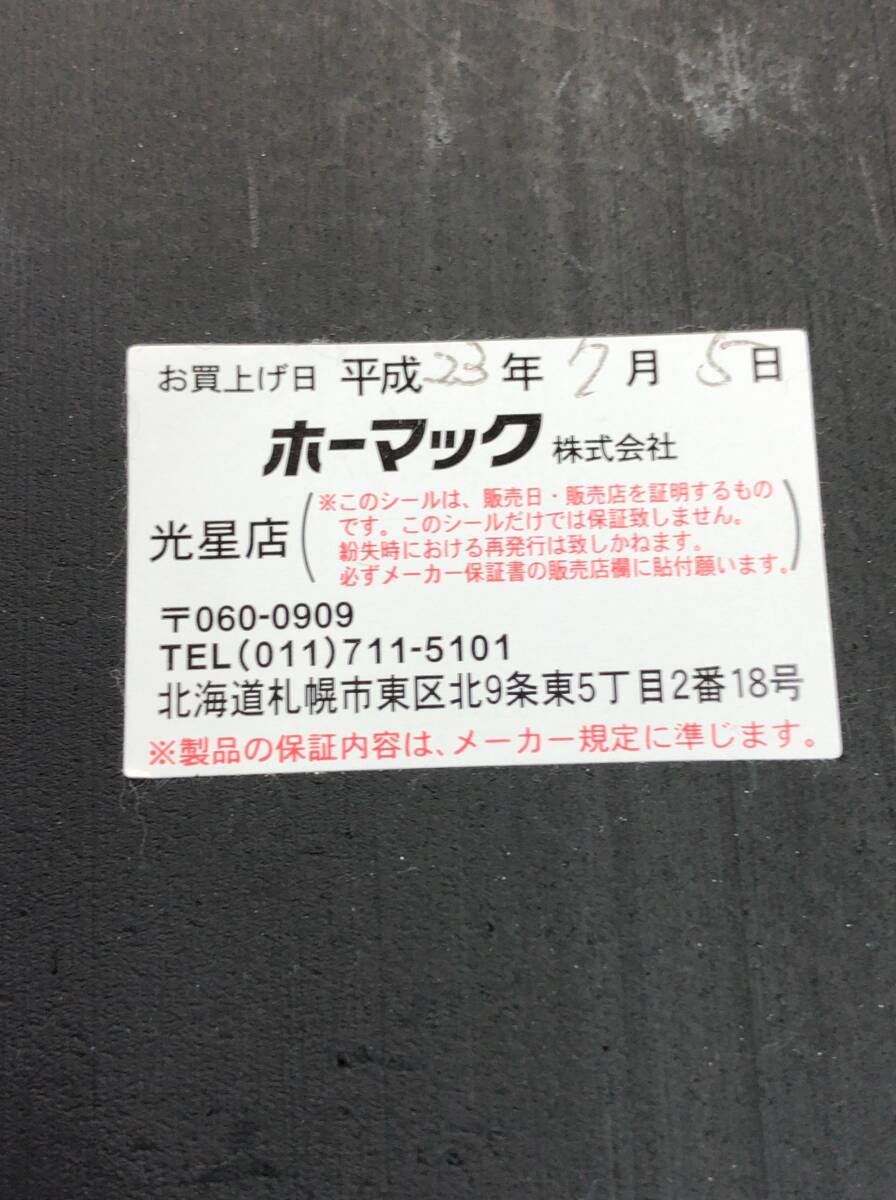 お買上げ日 平成23年 7月 5日
ホーマック株式会社
光星店
※このシールは、販売日・販売店を証明するもの
です。このシールだけでは保証致しません。
紛失時における再発行は致しかねます。
必ずメーカー保証書の販売店欄に貼付願います。
〒060-0909
TEL(011)711-5101
北海道札幌市東区北9条東5丁目2番18号
※製品の保証内容は、メーカー規定に準じます。